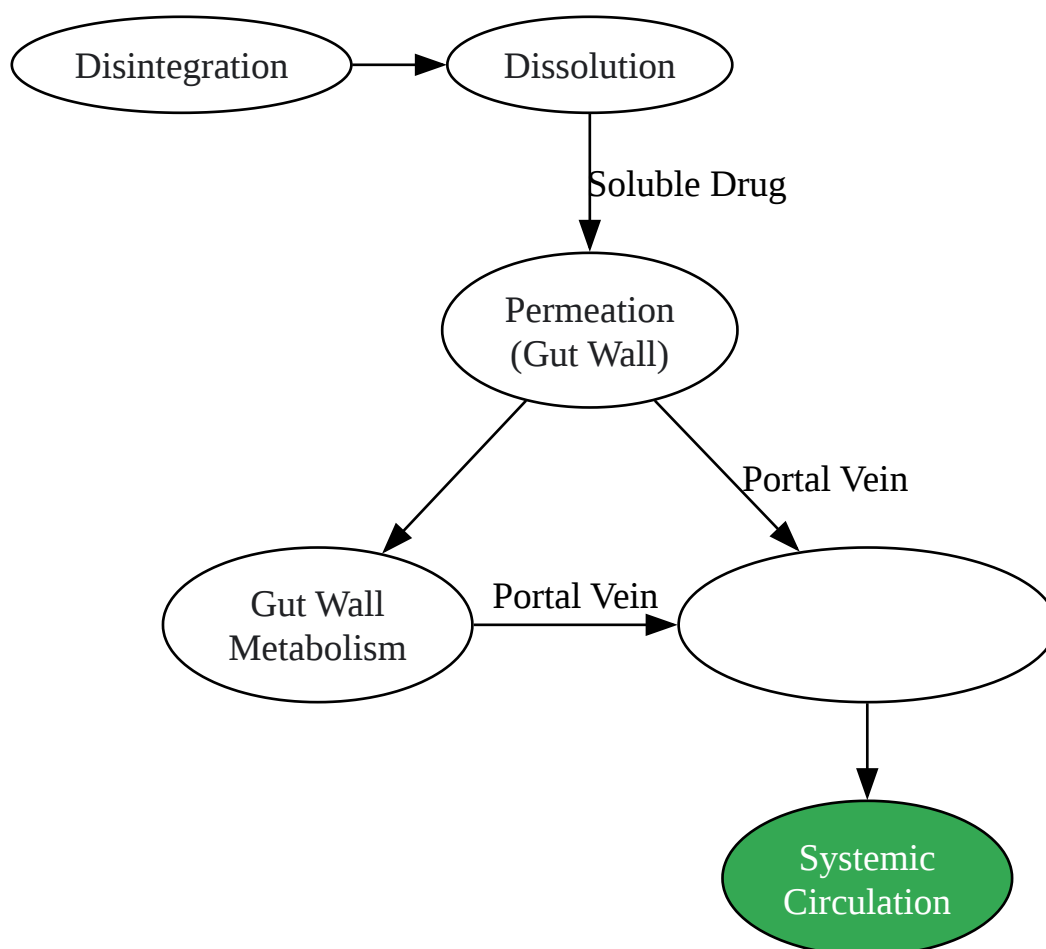 Disintegration
Dissolution
Soluble Drug
Permeation
(Gut Wall)
Portal Vein
Gut Wall
Metabolism
Portal Vein
Systemic
Circulation